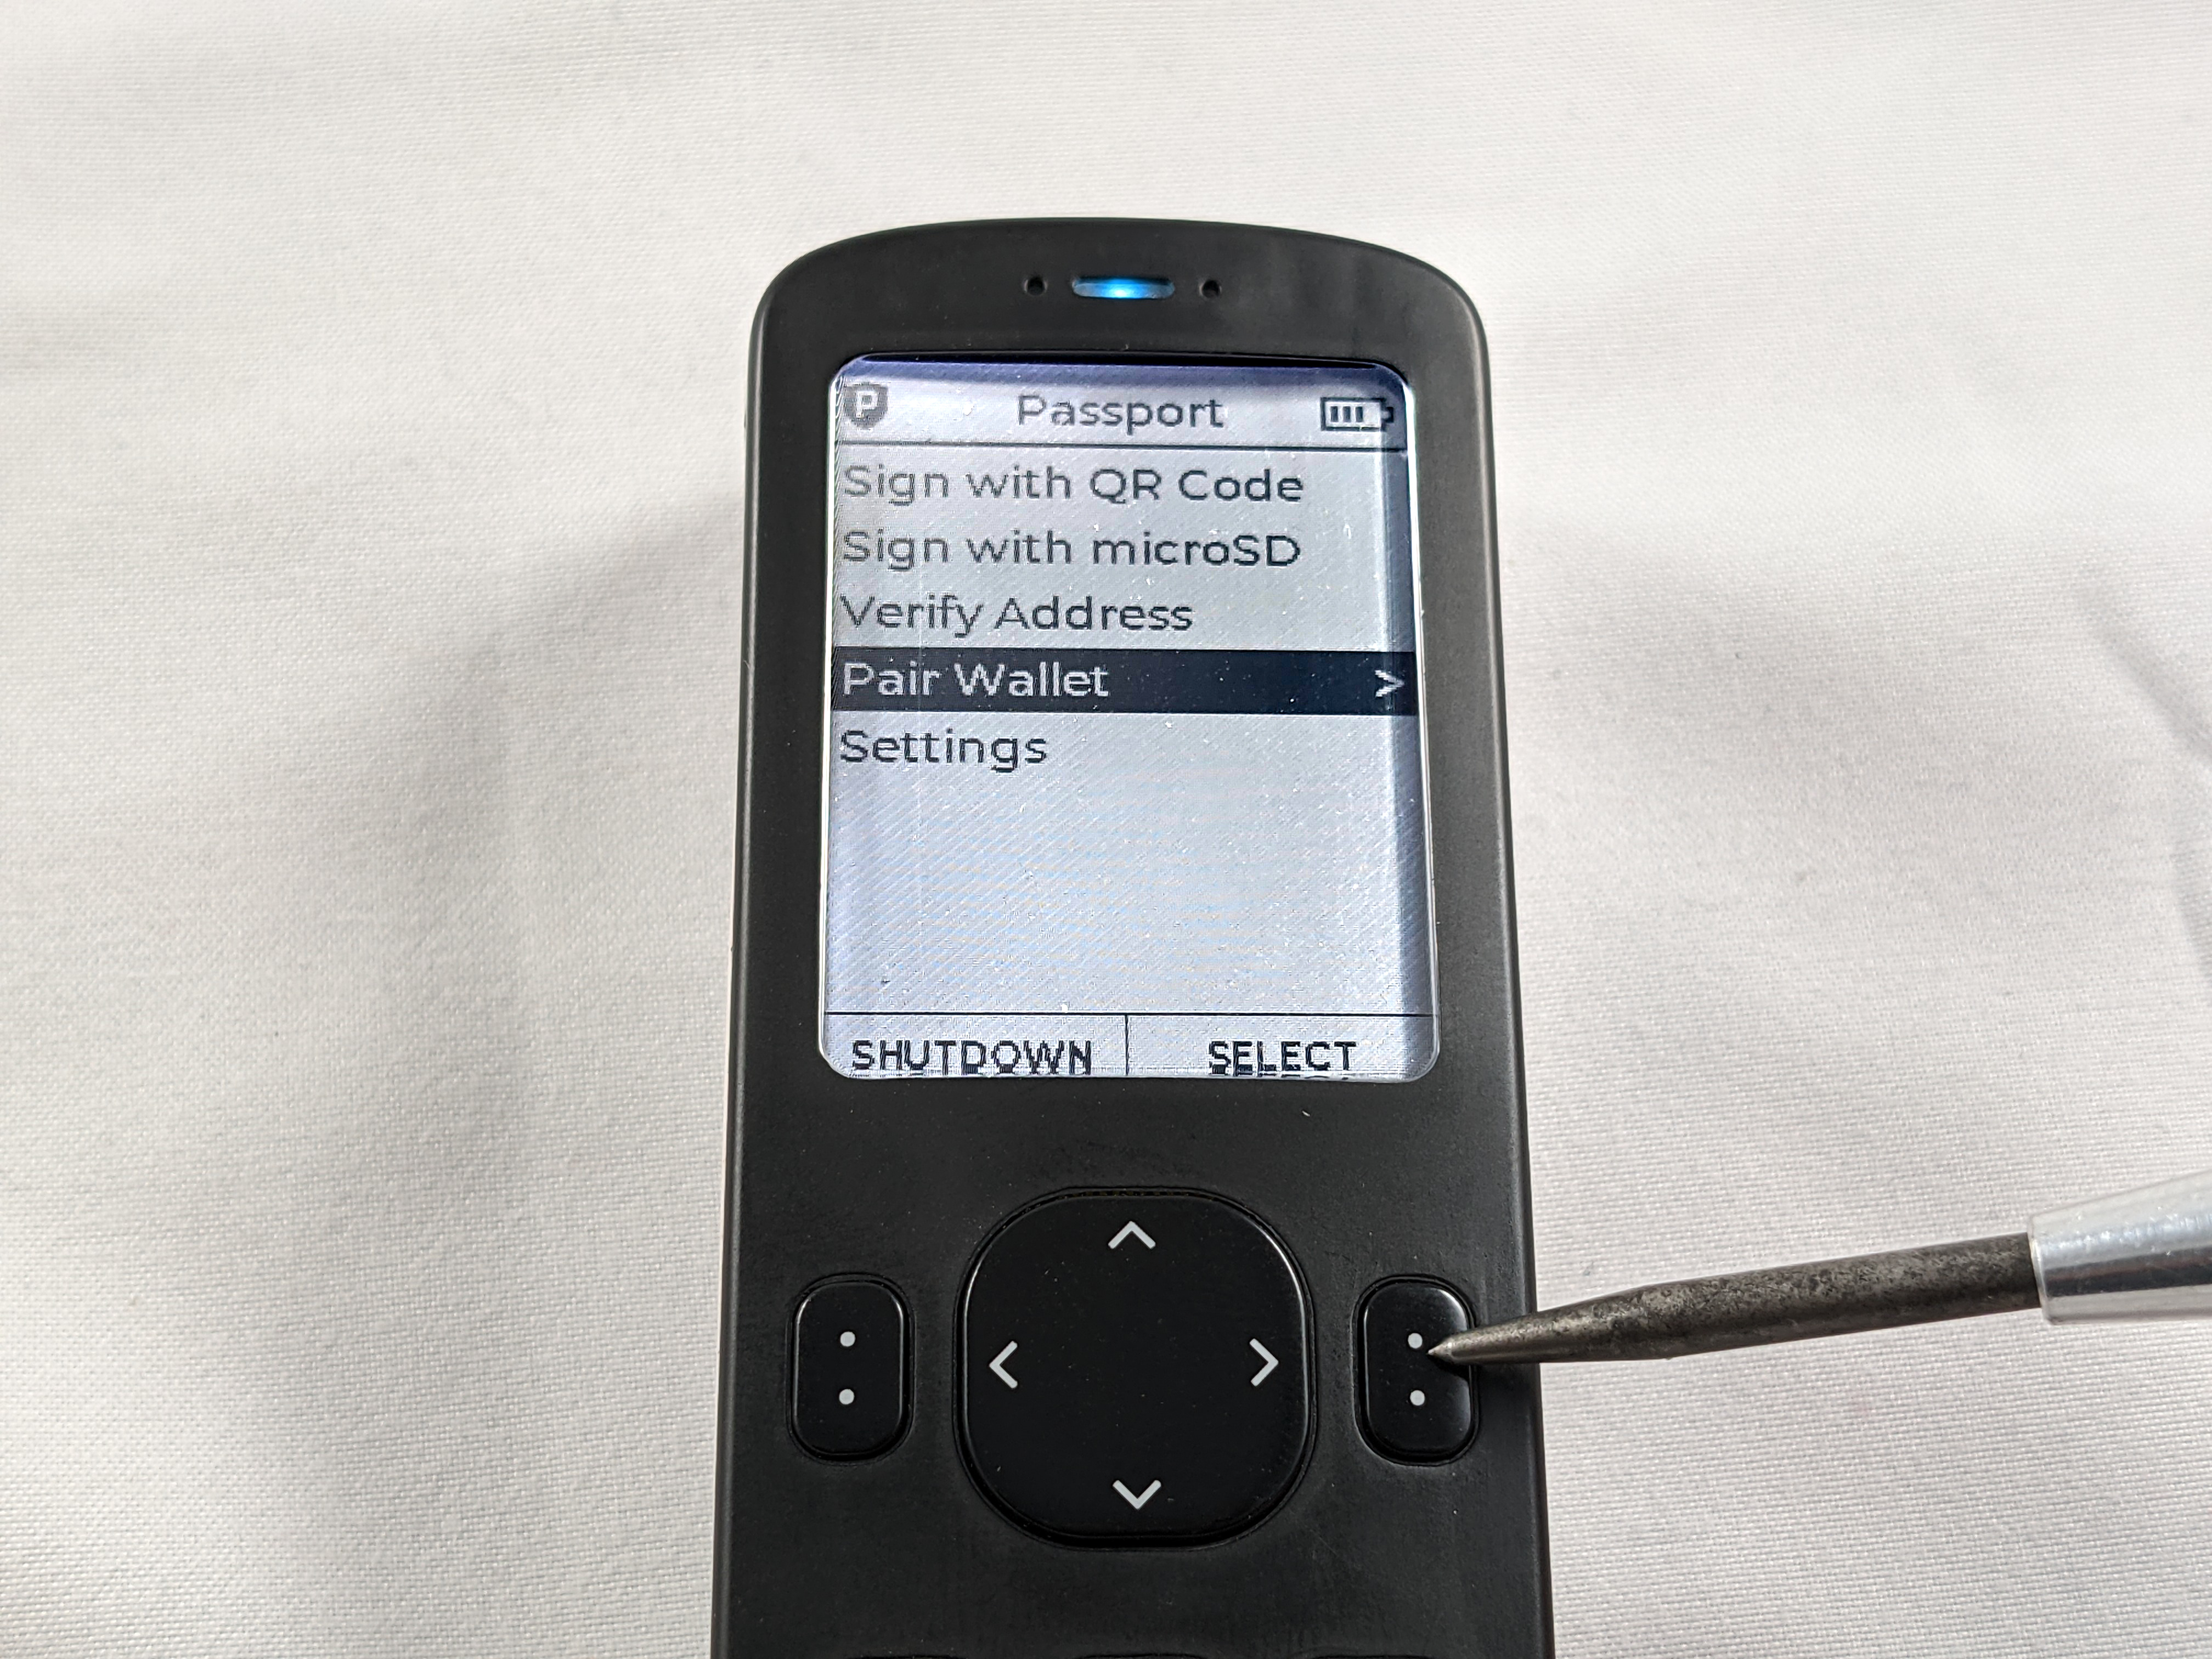 P Passport
Sign with QR Code
Sign with microSD
Verify Address
Pair Wallet >
Settings
SHUTDOWN SELECT